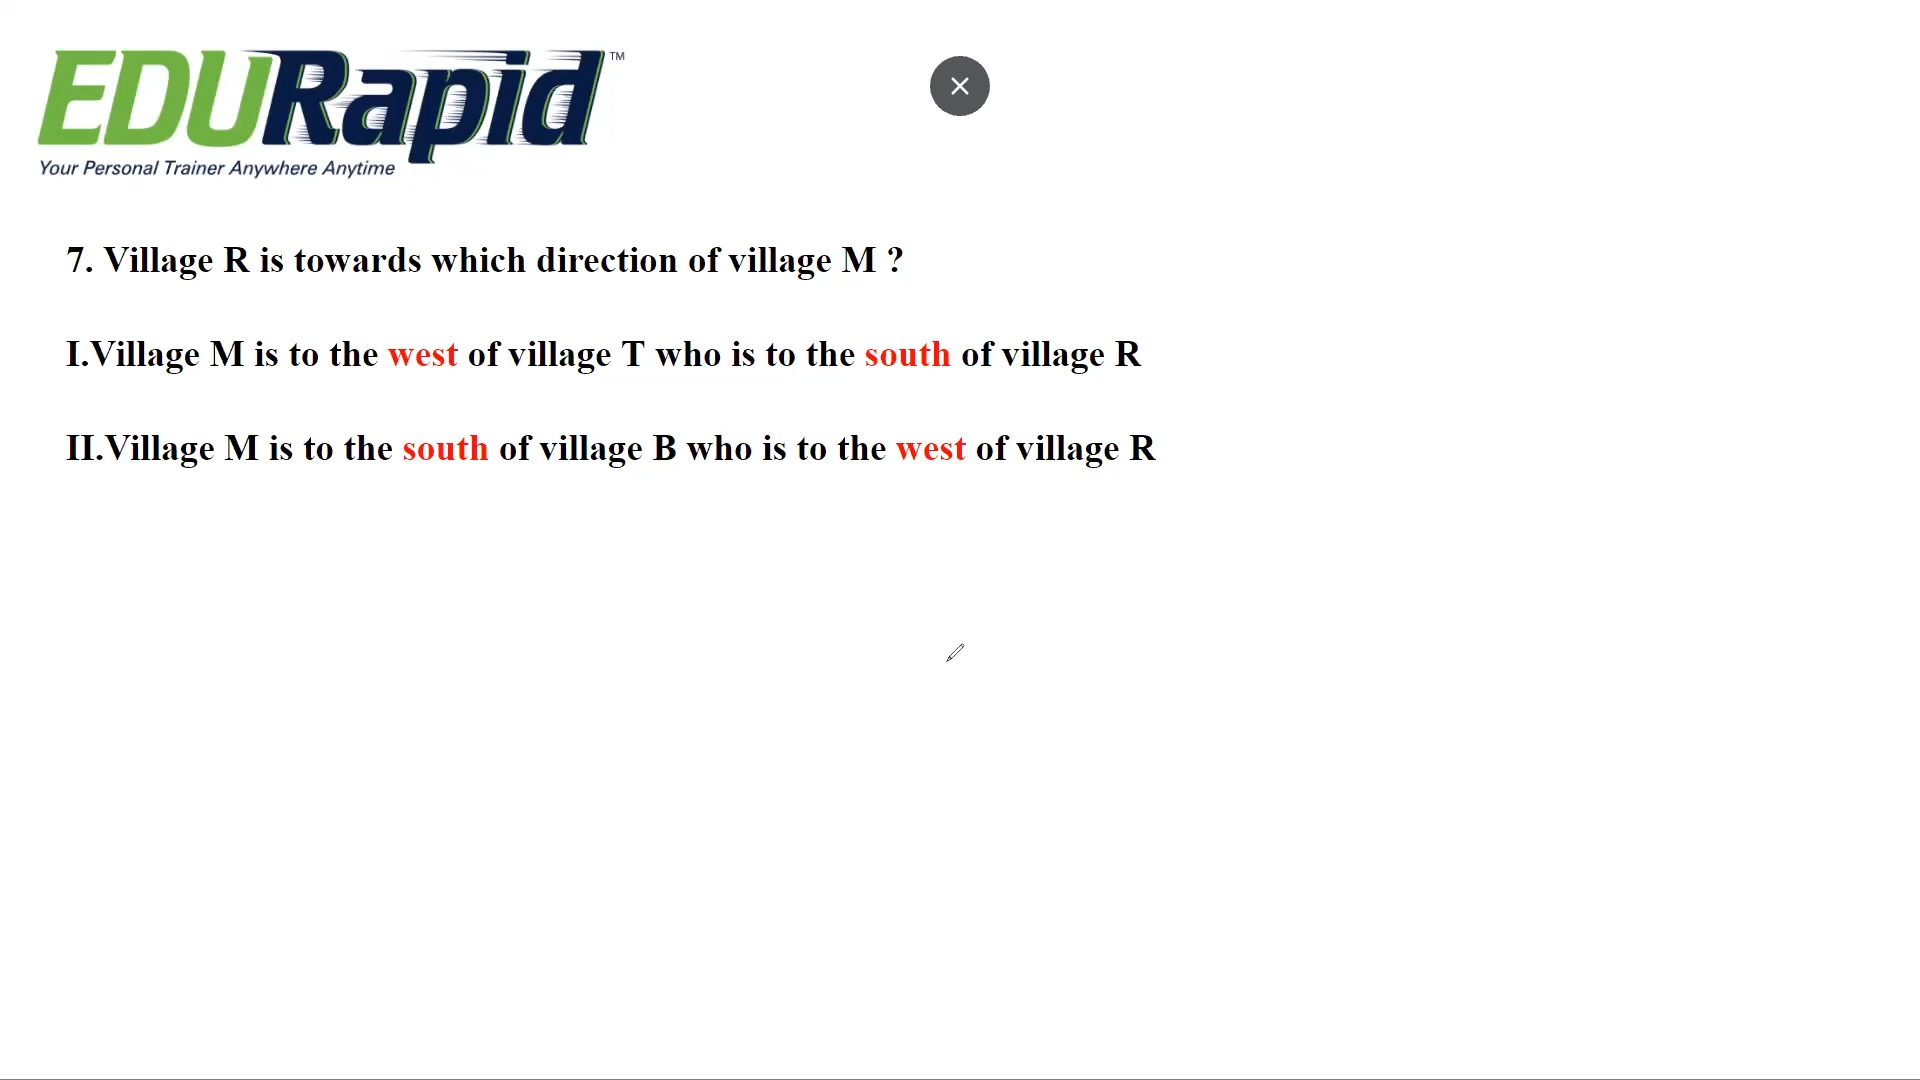 EDURapid™
Your Personal Trainer Anywhere Anytime
7. Village R is towards which direction of village M ?
I.Village M is to the west of village T who is to the south of village R
II.Village M is to the south of village B who is to the west of village R